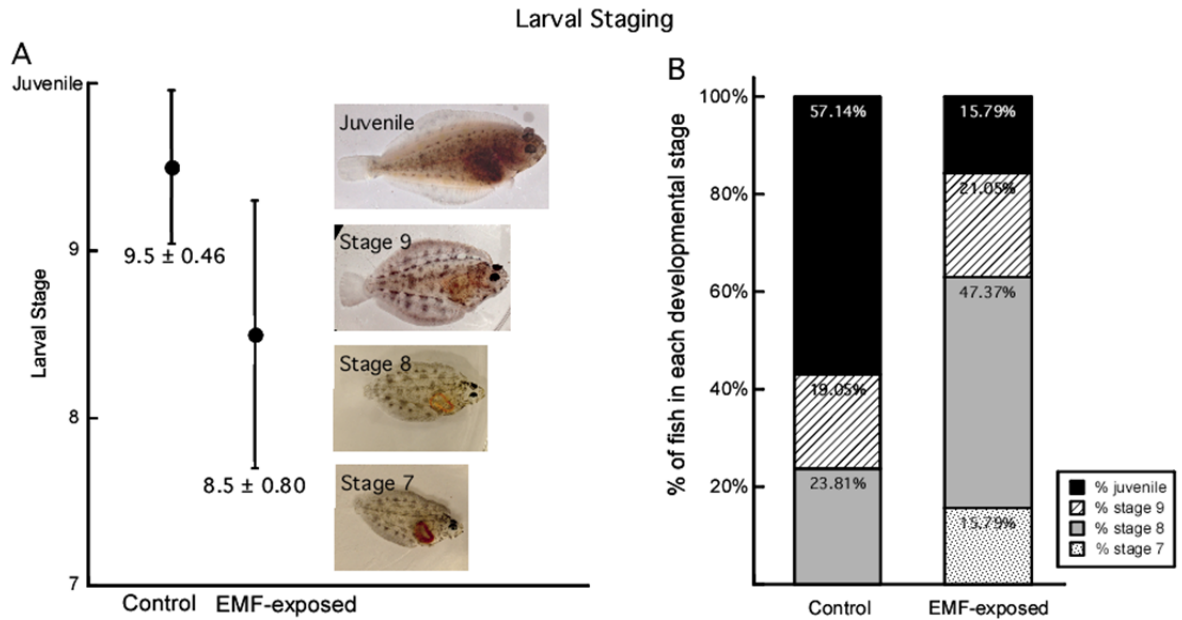 Larval Staging
A
Juvenile
9
8
7
Larval Stage
9.5 ± 0.46
8.5 ± 0.80
Control
EMF-exposed
Juvenile
Stage 9
Stage 8
Stage 7
B
% of fish in each developmental stage
100%
80%
60%
40%
20%
57.14%
19.05%
23.81%
15.79%
21.05%
47.37%
15.79%
Control
EMF-exposed
% juvenile
% stage 9
% stage 8
% stage 7